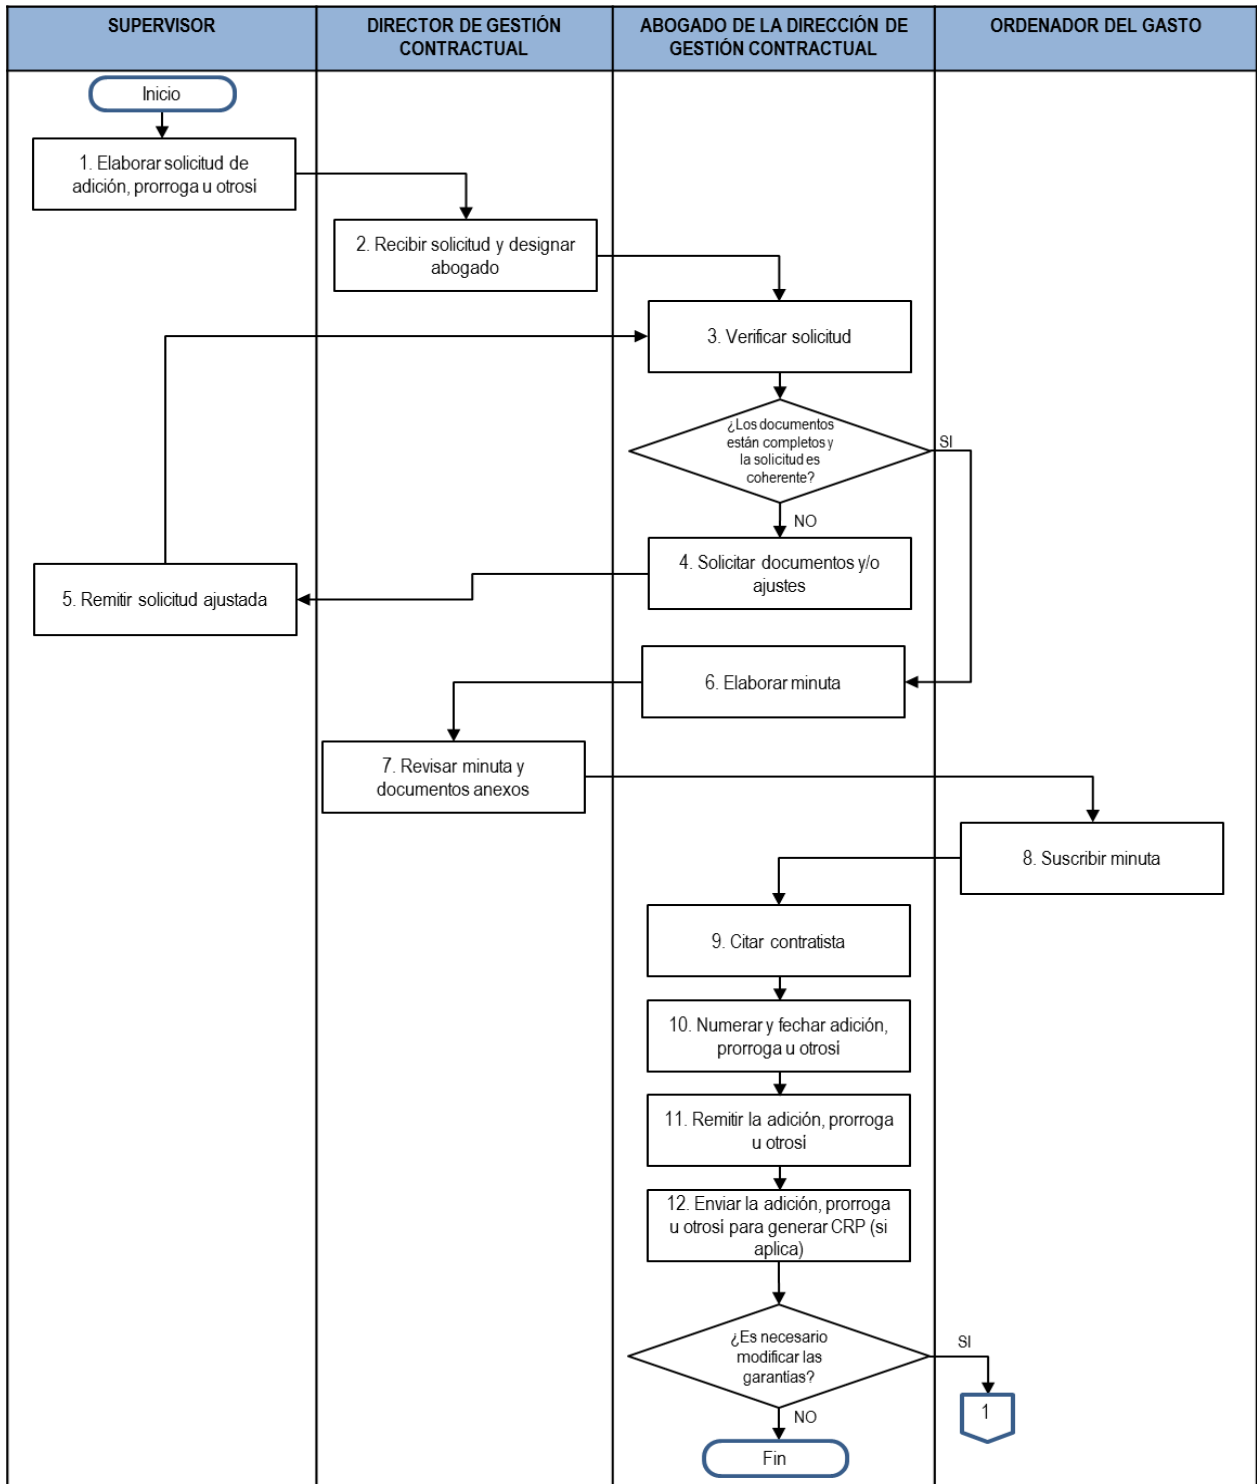 SUPERVISOR
DIRECTOR DE GESTIÓN
CONTRACTUAL
ABOGADO DE LA DIRECCIÓN DE
GESTIÓN CONTRACTUAL
ORDENADOR DEL GASTO
Inicio
1. Elaborar solicitud de
adición, prorroga u otrosí
2. Recibir solicitud y designar
abogado
3. Verificar solicitud
¿Los documentos
están completos y
la solicitud es
coherente?
SI
NO
4. Solicitar documentos y/o
ajustes
5. Remitir solicitud ajustada
6. Elaborar minuta
7. Revisar minuta y
documentos anexos
8. Suscribir minuta
9. Citar contratista
10. Numerar y fechar adición,
prorroga u otrosí
11. Remitir la adición, prorroga
u otrosí
12. Enviar la adición, prorroga
u otrosí para generar CRP (si
aplica)
¿Es necesario
modificar las
garantías?
SI
1
NO
Fin